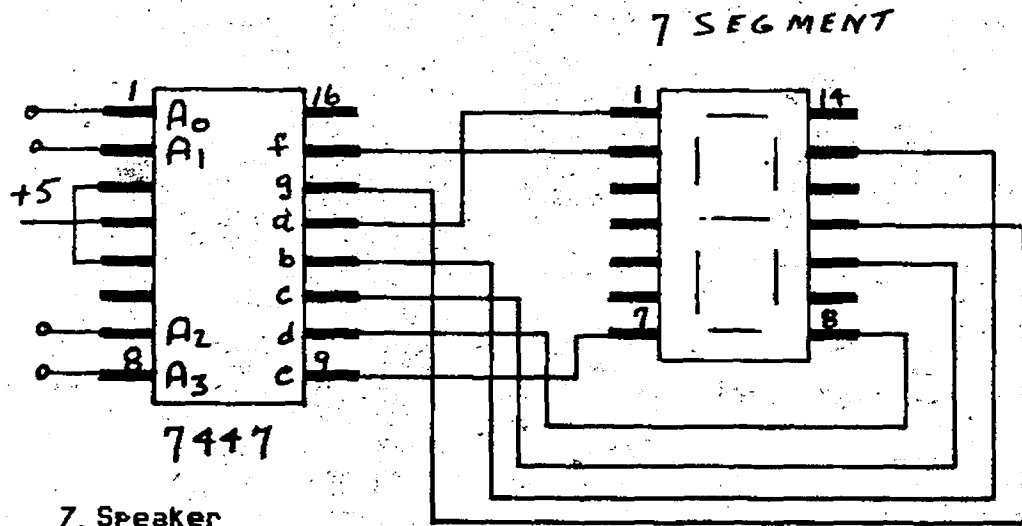 7 SEGMENT
1 16 1 14
A0
A1 f
g
+5 a
b
c
A2 d 7 8
8 9
A3 e
7447
7. Speaker